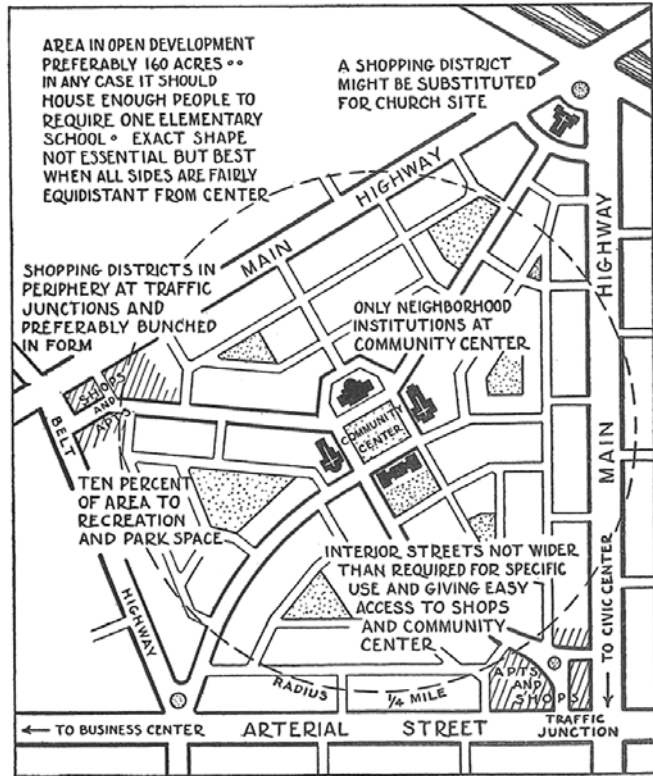 AREA IN OPEN DEVELOPMENT
PREFERABLY 160 ACRES • •
IN ANY CASE IT SHOULD
HOUSE ENOUGH PEOPLE TO
REQUIRE ONE ELEMENTARY
SCHOOL • EXACT SHAPE
NOT ESSENTIAL BUT BEST
WHEN ALL SIDES ARE FAIRLY
EQUIDISTANT FROM CENTER
A SHOPPING DISTRICT
MIGHT BE SUBSTITUTED
FOR CHURCH SITE
MAIN HIGHWAY
HIGHWAY MAIN
SHOPPING DISTRICTS IN
PERIPHERY AT TRAFFIC
JUNCTIONS AND
PREFERABLY BUNCHED
IN FORM
ONLY NEIGHBORHOOD
INSTITUTIONS AT
COMMUNITY CENTER
SHOPS
AND
APTS
BELT HIGHWAY
COMMUNITY
CENTER
TEN PERCENT
OF AREA TO
RECREATION
AND PARK SPACE
INTERIOR STREETS NOT WIDER
THAN REQUIRED FOR SPECIFIC
USE AND GIVING EASY
ACCESS TO SHOPS
AND COMMUNITY
CENTER
TO CIVIC CENTER →
RADIUS 1/4 MILE
APTS
AND
SHOPS
← TO BUSINESS CENTER
ARTERIAL STREET
TRAFFIC
JUNCTION